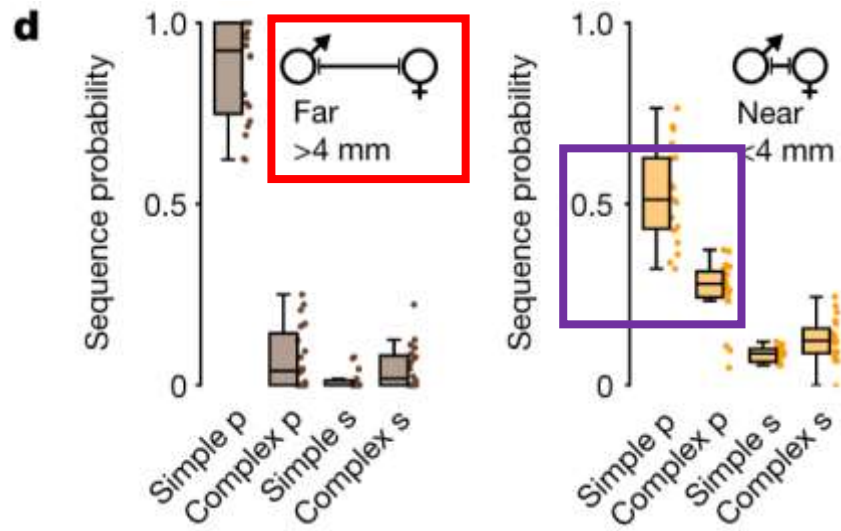 d
Sequence probability
1.0
0.5
0
Far
>4 mm
Simple p
Complex p
Simple s
Complex s
Sequence probability
1.0
0.5
0
Near
<4 mm
Simple p
Complex p
Simple s
Complex s